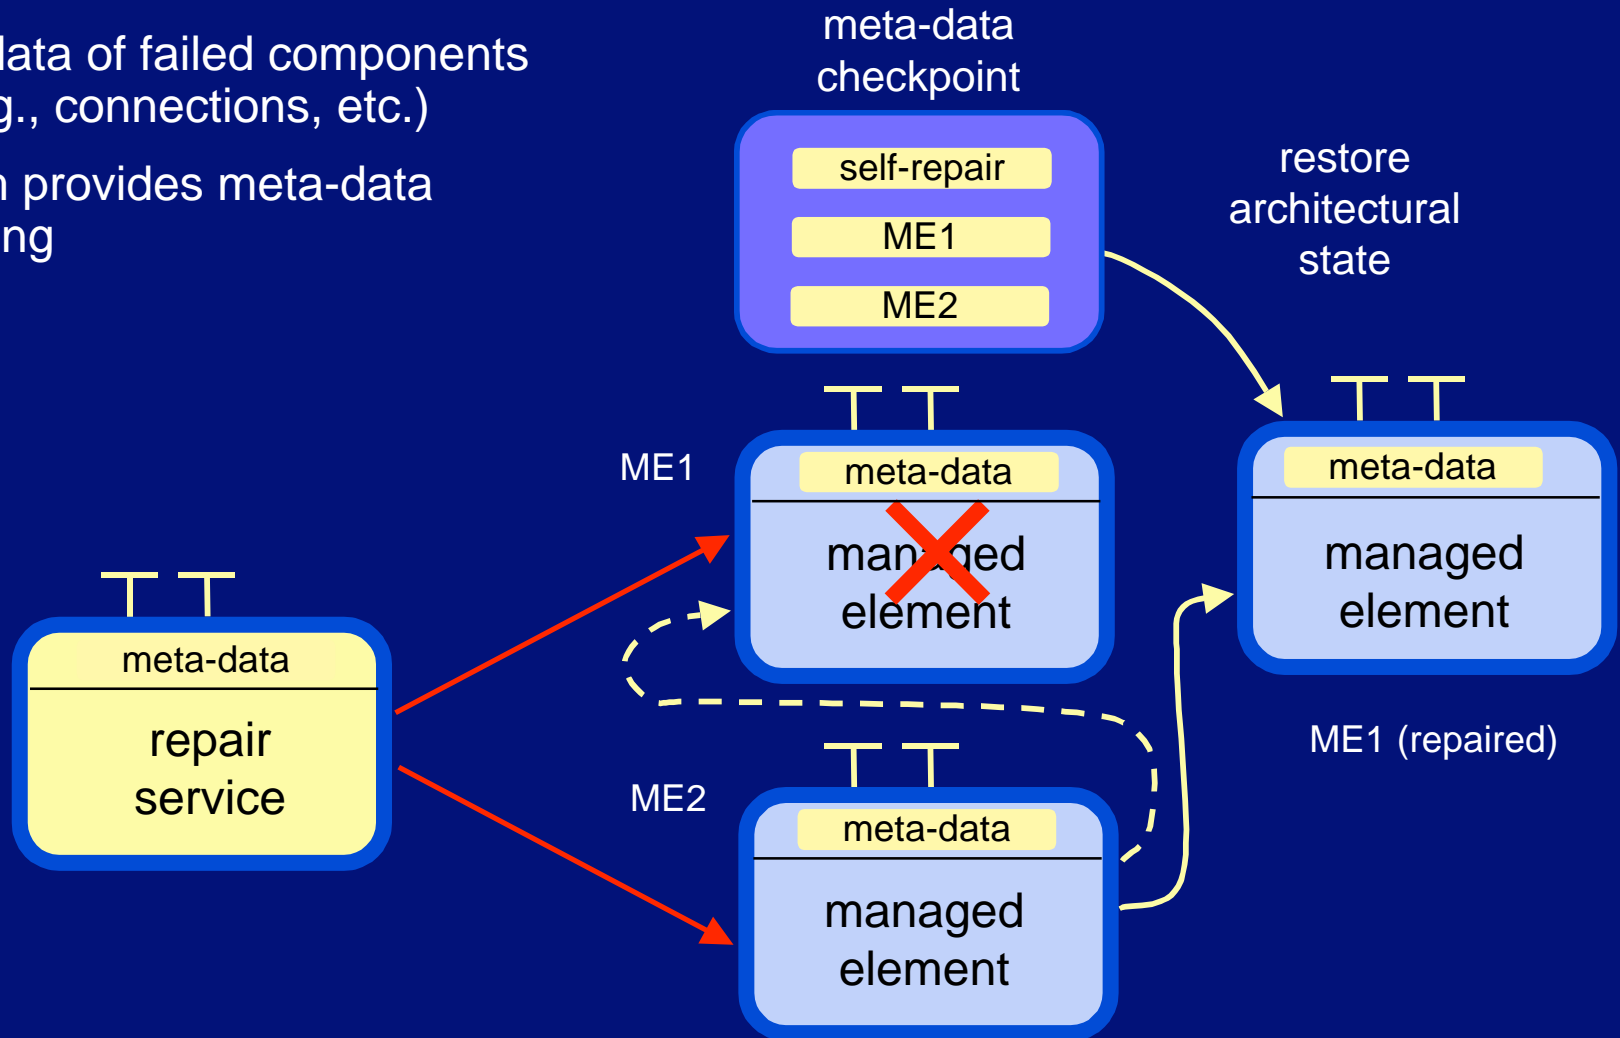 data of failed components
g., connections, etc.)
n provides meta-data
ng
meta-data
checkpoint
self-repair
ME1
ME2
restore
architectural
state
ME1
meta-data
managed
element
meta-data
managed
element
ME1 (repaired)
meta-data
repair
service
ME2
meta-data
managed
element